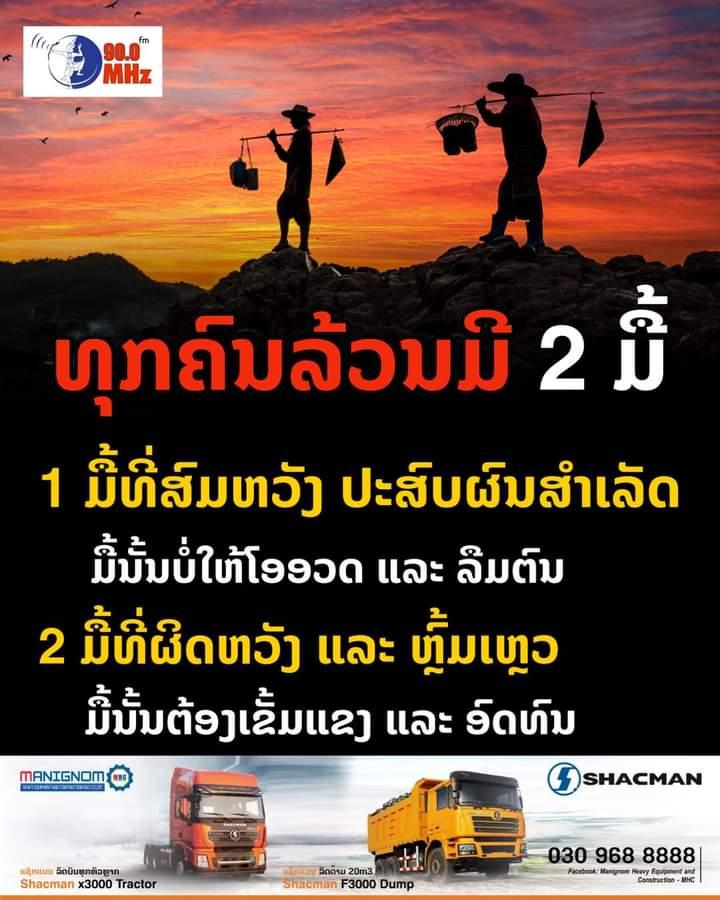 90.0 fm
MHz
ທຸກຄົນລ້ວນມີ 2 ມື້
1 ມື້ທີ່ສົມຫວັງ ປະສົບຜົນສຳເລັດ
ມື້ນັ້ນບໍ່ໃຫ້ໂອອວດ ແລະ ລືມຕົນ
2 ມື້ທີ່ຜິດຫວັງ ແລະ ຫຼົ້ມເຫຼວ
ມື້ນັ້ນຕ້ອງເຂັ້ມແຂງ ແລະ ອົດທົນ
MANIGNOM MHC
SHACMAN
030 968 8888
Facebook: Manignom Heavy Equipment and
Construction - MHC
Shacman x3000 Tractor
20m3
Shacman F3000 Dump